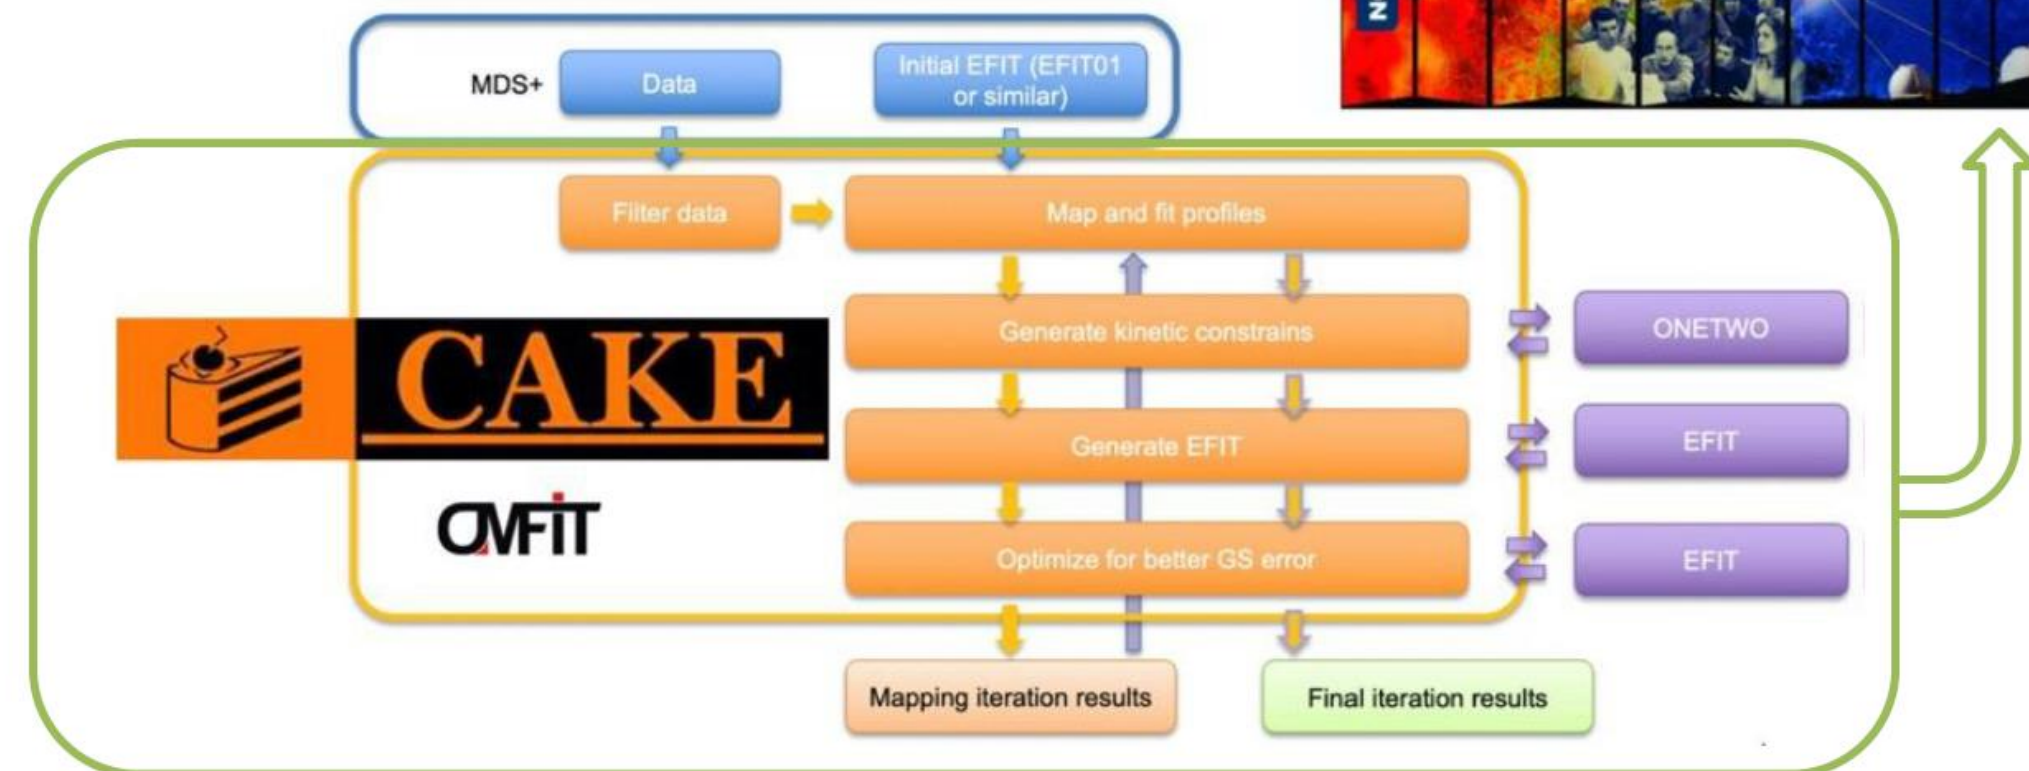 N
MDS+
Data
Initial EFIT (EFIT01
or similar)
Filter data
Map and fit profiles
Generate kinetic constrains
ONETWO
CAKE
Generate EFIT
EFIT
OMFiT
Optimize for better GS error
EFIT
Mapping iteration results
Final iteration results